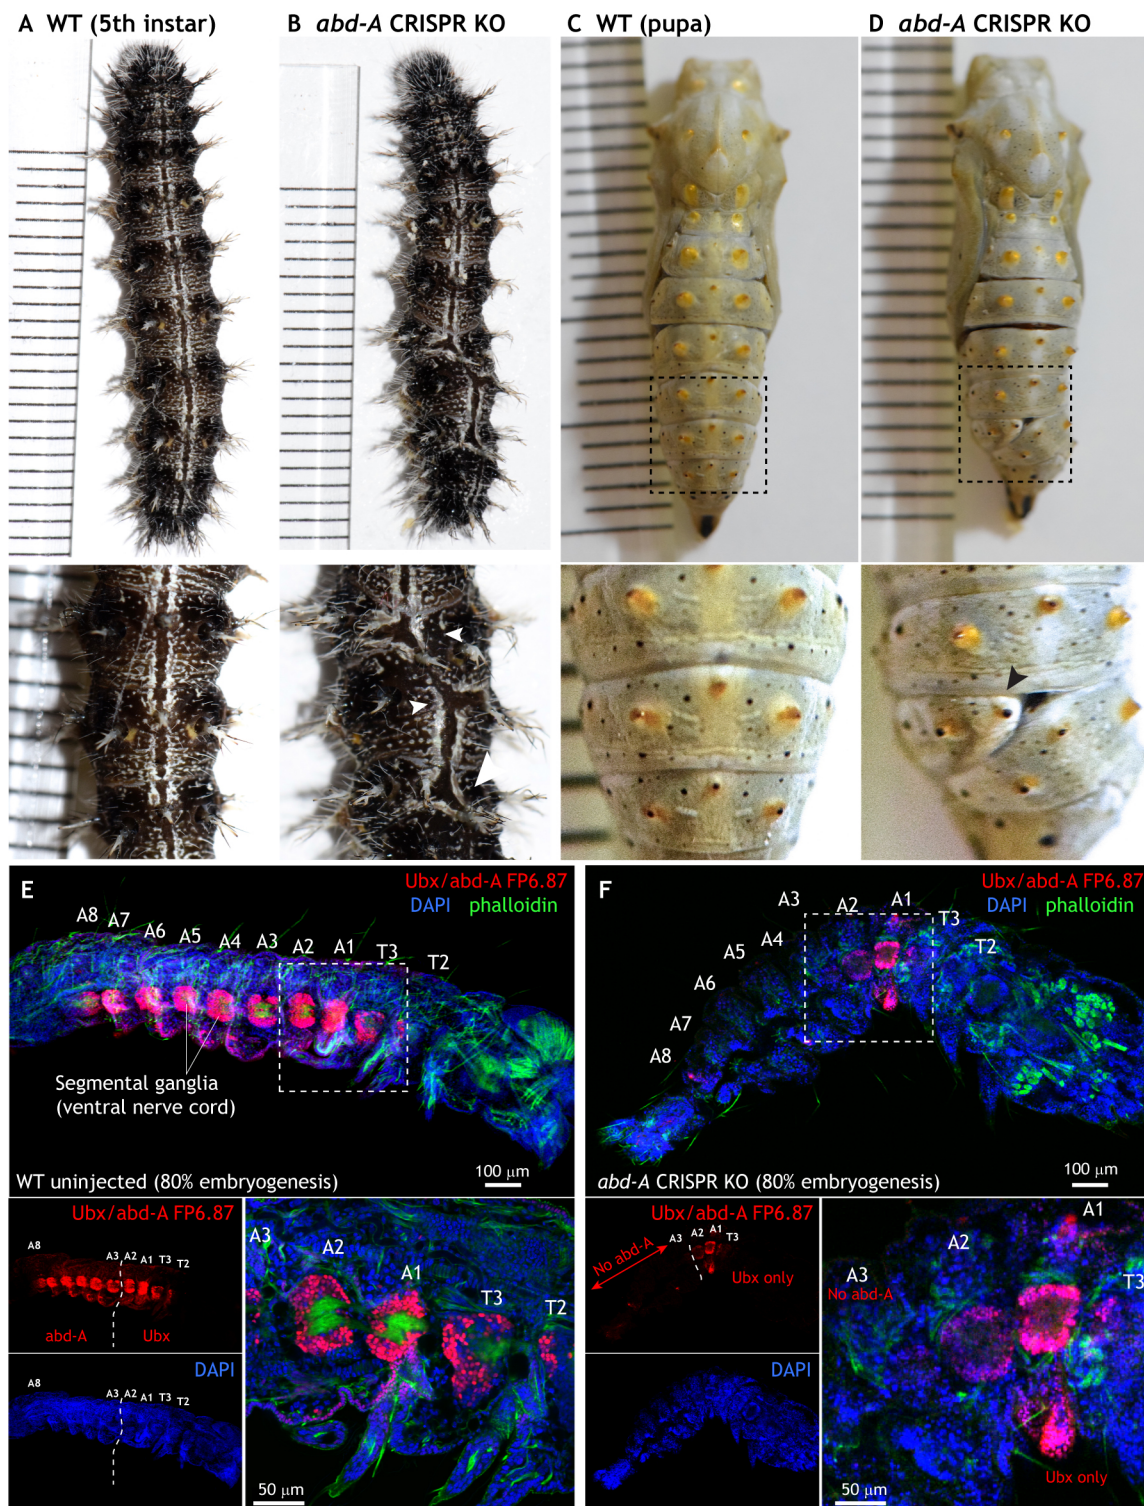 A WT (5th instar)
B abd-A CRISPR KO
C WT (pupa)
D abd-A CRISPR KO
E
Ubx/abd-A FP6.87
DAPI phalloidin
A8 A7 A6 A5 A4 A3 A2 A1 T3 T2
Segmental ganglia
(ventral nerve cord)
100 μm
WT uninjected (80% embryogenesis)
Ubx/abd-A FP6.87
A8 A3 A2 A1 T3 T2
abd-A Ubx
DAPI
A8 A3 A2 A1 T3 T2
A3 A2 A1 T3 T2
50 μm
F
Ubx/abd-A FP6.87
DAPI phalloidin
A8 A7 A6 A5 A4 A3 A2 A1 T3 T2
100 μm
abd-A CRISPR KO (80% embryogenesis)
Ubx/abd-A FP6.87
A3 A2 A1 T3
No abd-A
Ubx only
DAPI
A3 A2 A1 T3
No abd-A
Ubx only
50 μm